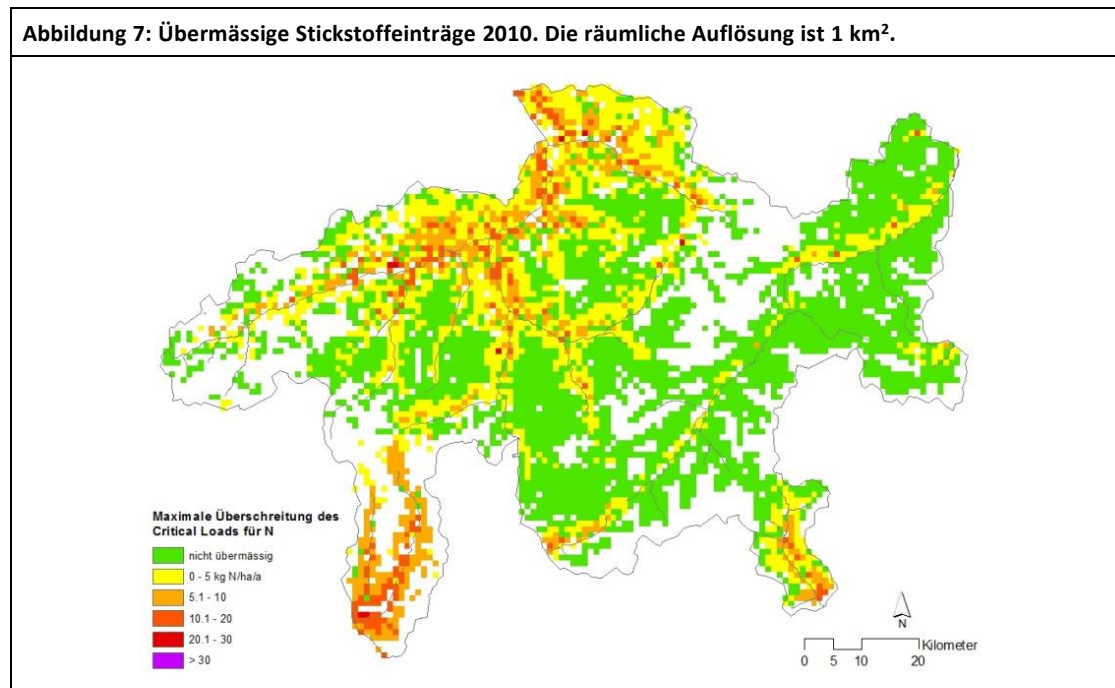 Abbildung 7: Übermässige Stickstoffeinträge 2010. Die räumliche Auflösung ist 1 km².
Maximale Überschreitung des
Critical Loads für N
nicht übermässig
0 - 5 kg N/ha/a
5.1 - 10
10.1 - 20
20.1 - 30
> 30
N
Kilometer
0 5 10 20